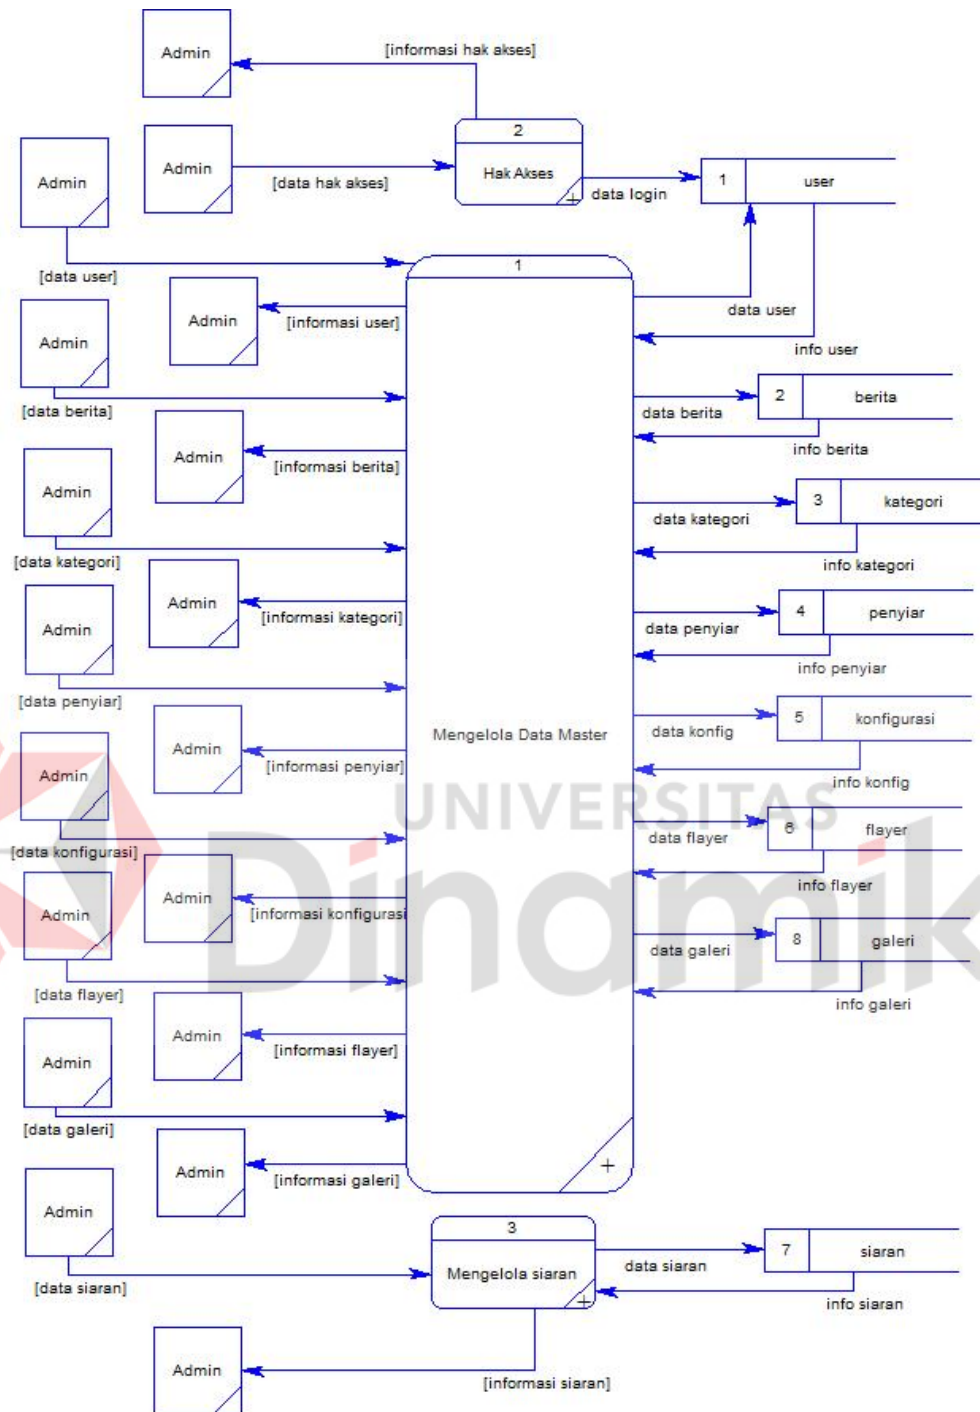 Admin
[informasi hak akses]
2
Hak Akses
Admin
[data hak akses]
data login
1
user
Admin
[data user]
1
Mengelola Data Master
Admin
[informasi user]
data user
info user
Admin
[data berita]
data berita
2
berita
info berita
Admin
[informasi berita]
Admin
[data kategori]
data kategori
3
kategori
info kategori
Admin
[informasi kategori]
Admin
[data penyiar]
data penyiar
4
penyiar
info penyiar
Admin
[informasi penyiar]
data konfig
5
konfigurasi
info konfig
Admin
[data konfigurasi]
UNIVERSITAS
Dinamik
data flayer
6
flayer
info flayer
Admin
[informasi konfigurasi
Admin
[data flayer]
data galeri
8
galeri
info galeri
Admin
[informasi flayer]
Admin
[data galeri]
Admin
[informasi galeri]
Admin
[data siaran]
3
Mengelola siaran
data siaran
7
siaran
info siaran
Admin
[informasi siaran]